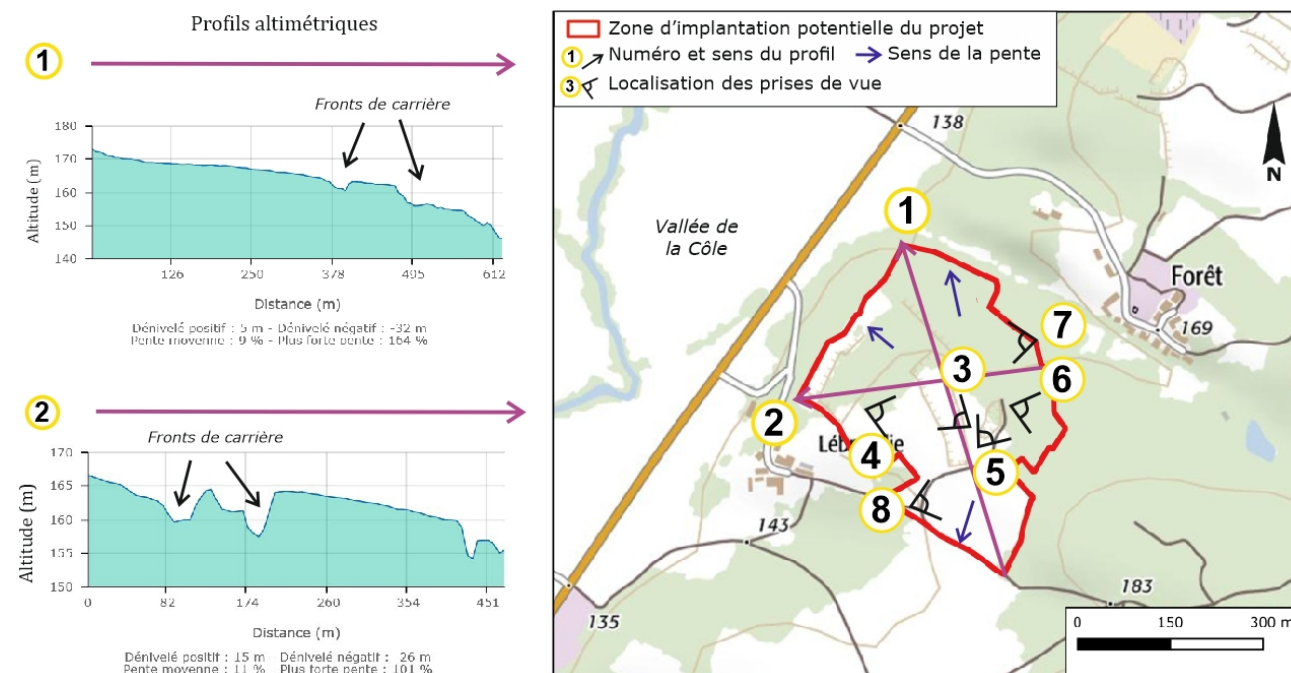 Profils altimétriques
1
Fronts de carrière
180
170
160
150
140
Altitude (m)
126
250
378
495
612
Distance (m)
Dénivelé positif : 5 m - Dénivelé négatif : -32 m
Pente moyenne : 9 % - Plus forte pente : 164 %
2
Fronts de carrière
170
165
160
155
150
Altitude (m)
0
82
174
260
354
451
Distance (m)
Dénivelé positif : 15 m Dénivelé négatif : 26 m
Pente moyenne : 11 % Plus forte pente : 101 %
Zone d'implantation potentielle du projet
1 Numéro et sens du profil Sens de la pente
3 Localisation des prises de vue
138
N
1
Vallée de
la Côle
Forêt
169
7
3
6
2
4
5
8
143
135
183
0 150 300 m